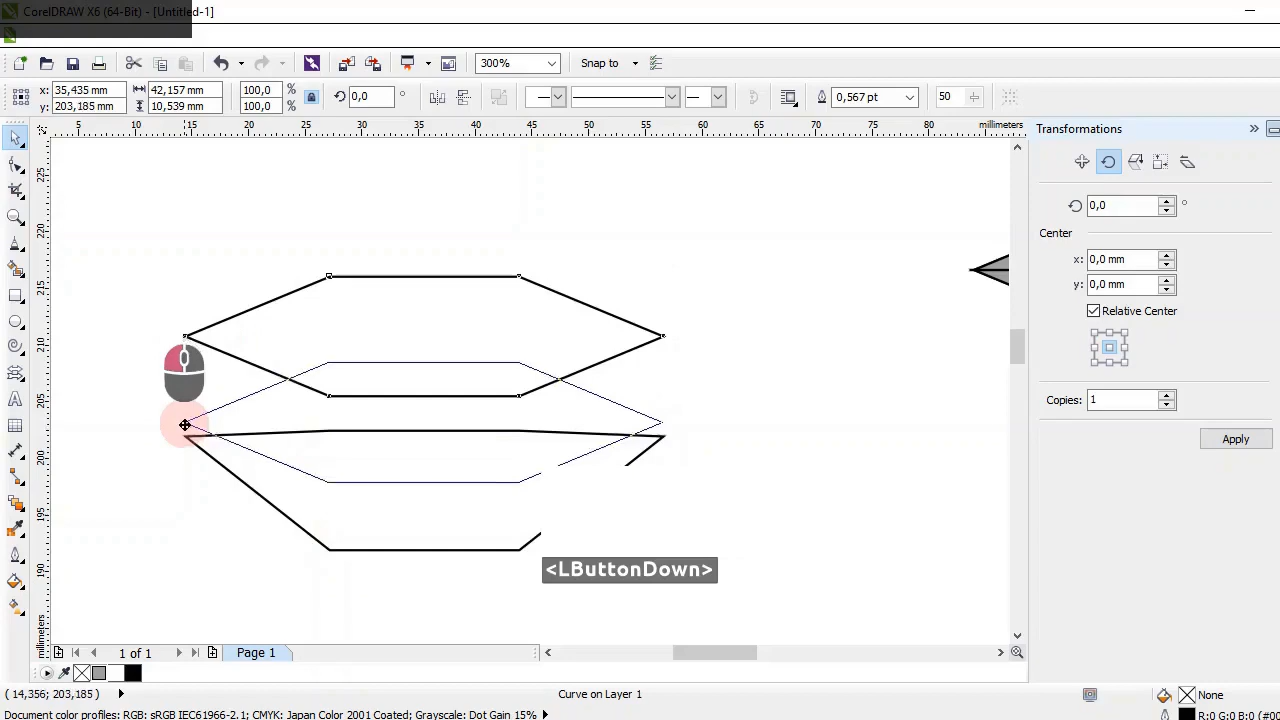 CorelDRAW X6 (64-Bit) - [Untitled-1]
300%
Snap to
x: 35,435 mm
y: 203,185 mm
42,157 mm
10,539 mm
100,0 %
100,0 %
0,0 °
0,567 pt
50
5 10 15 20 25 30 35 40 45 50 55 60 65 70 75 80 millimeters
225
220
215
210
205
200
195
190
millimeters
Transformations
0,0 °
Center
x: 0,0 mm
y: 0,0 mm
Relative Center
Copies: 1
Apply
<LButtonDown>
1 of 1
Page 1
( 14,356; 203,185 )
Curve on Layer 1
None
Document color profiles: RGB: sRGB IEC61966-2.1; CMYK: Japan Color 2001 Coated; Grayscale: Dot Gain 15%
R:0 G:0 B:0 (#00